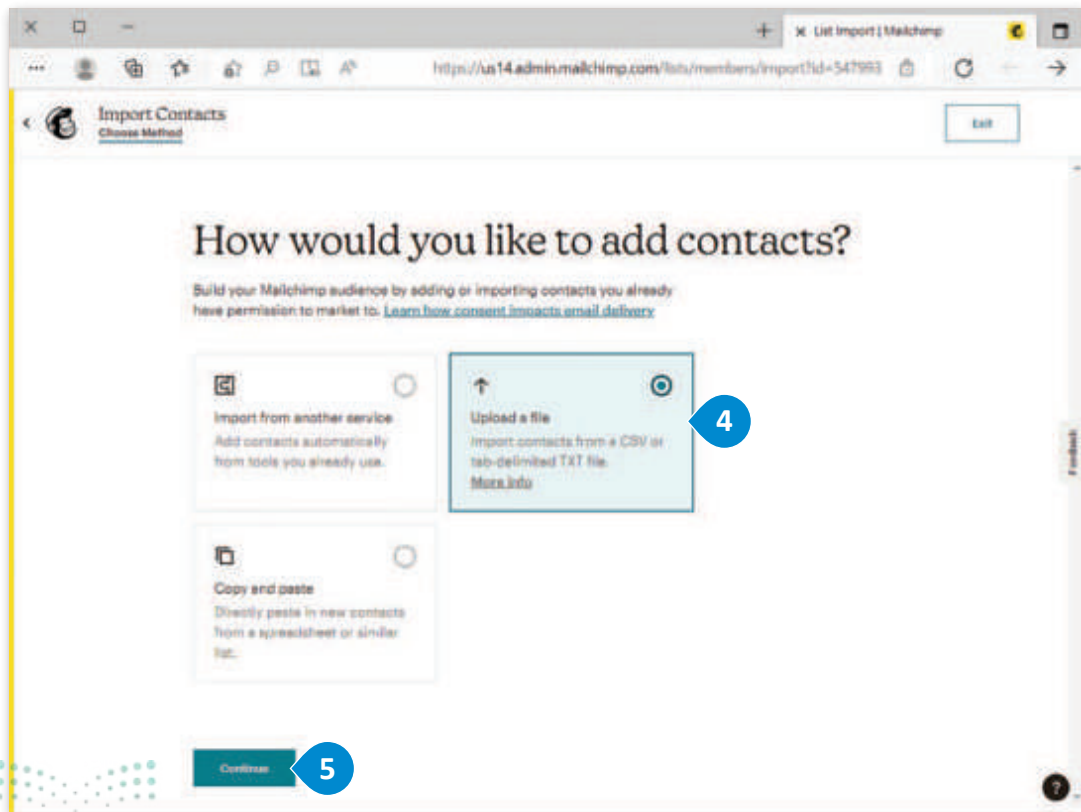 List Import | Mailchimp
https://us14.admin.mailchimp.com/lists/members/import?id=547993
Import Contacts
Choose Method
Exit
How would you like to add contacts?
Build your Mailchimp audience by adding or importing contacts you already
have permission to market to. Learn how consent impacts email delivery
Import from another service
Add contacts automatically
from tools you already use.
Upload a file
Import contacts from a CSV or
tab-delimited TXT file.
More info
4
Copy and paste
Directly paste in new contacts
from a spreadsheet or similar
list.
Feedback
Continue
5
?